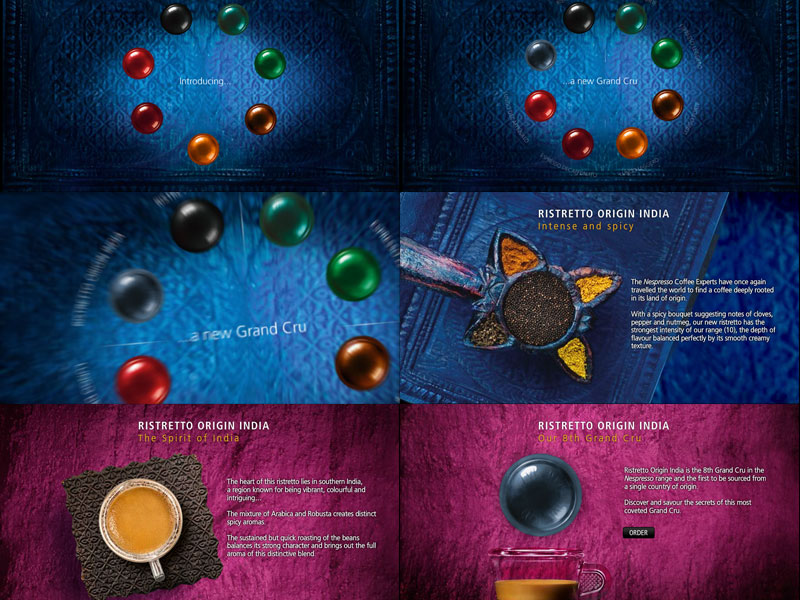 Introducing...
...a new Grand Cru
...a new Grand Cru
RISTRETTO ORIGIN INDIA
Intense and spicy
The Nespresso Coffee Experts have once again
travelled the world to find a coffee deeply rooted
in its land of origin.
With a spicy bouquet suggesting notes of cloves,
pepper and nutmeg, our new ristretto has the
strongest intensity of our range (10), the depth of
flavour balanced perfectly by its smooth creamy
texture.
RISTRETTO ORIGIN INDIA
The Spirit of India
The heart of this ristretto lies in southern India,
a region known for being vibrant, colourful and
intriguing...
The mixture of Arabica and Robusta creates distinct
spicy aromas.
The sustained but quick roasting of the beans
balances its strong character and brings out the full
aroma of this distinctive blend.
RISTRETTO ORIGIN INDIA
Our 8th Grand Cru
Ristretto Origin India is the 8th Grand Cru in the
Nespresso range and the first to be sourced from
a single country of origin.
Discover and savour the secrets of this most
coveted Grand Cru.
ORDER